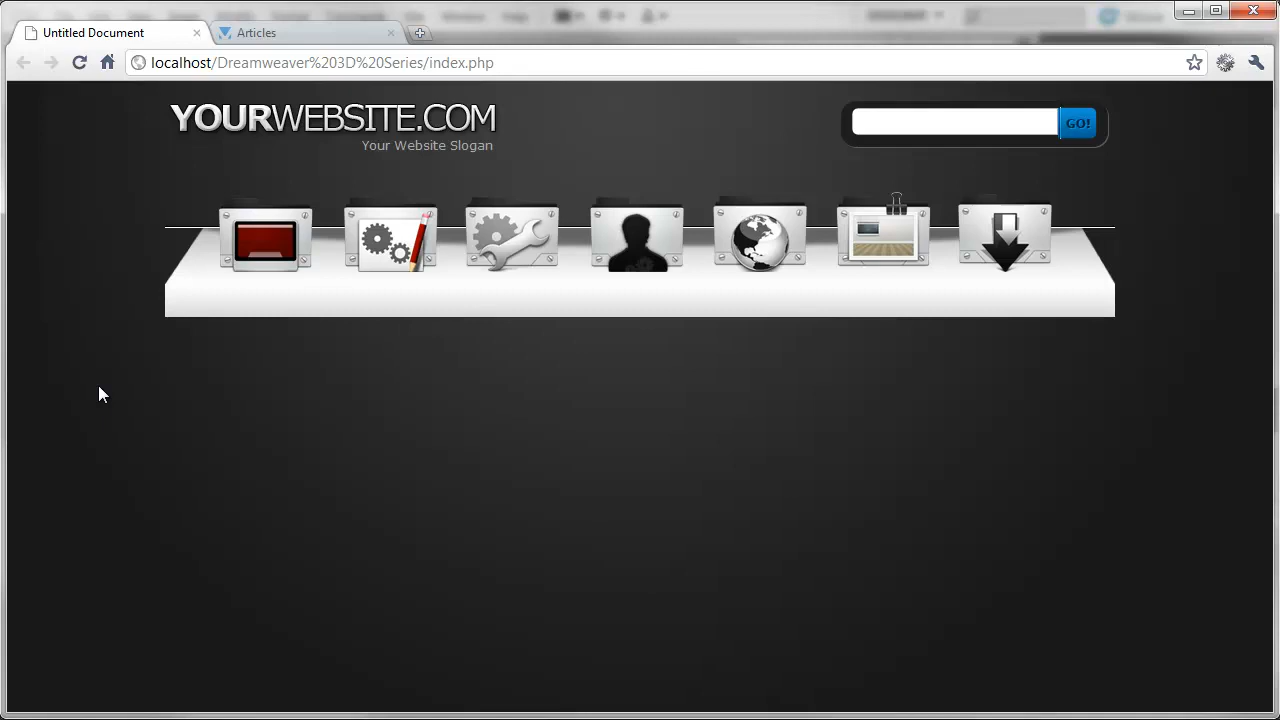 Untitled Document
Articles
localhost/Dreamweaver%203D%20Series/index.php
YOURWEBSITE.COM
GO!
Your Website Slogan